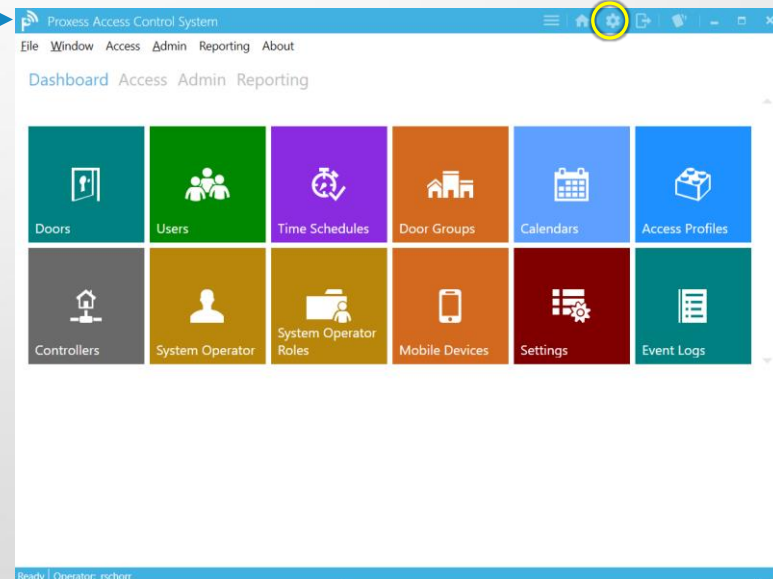 Proxess Access Control System
File Window Access Admin Reporting About
Dashboard Access Admin Reporting
Doors
Users
Time Schedules
Door Groups
Calendars
Access Profiles
Controllers
System Operator
System Operator
Roles
Mobile Devices
Settings
Event Logs
Ready Operator: rschorr